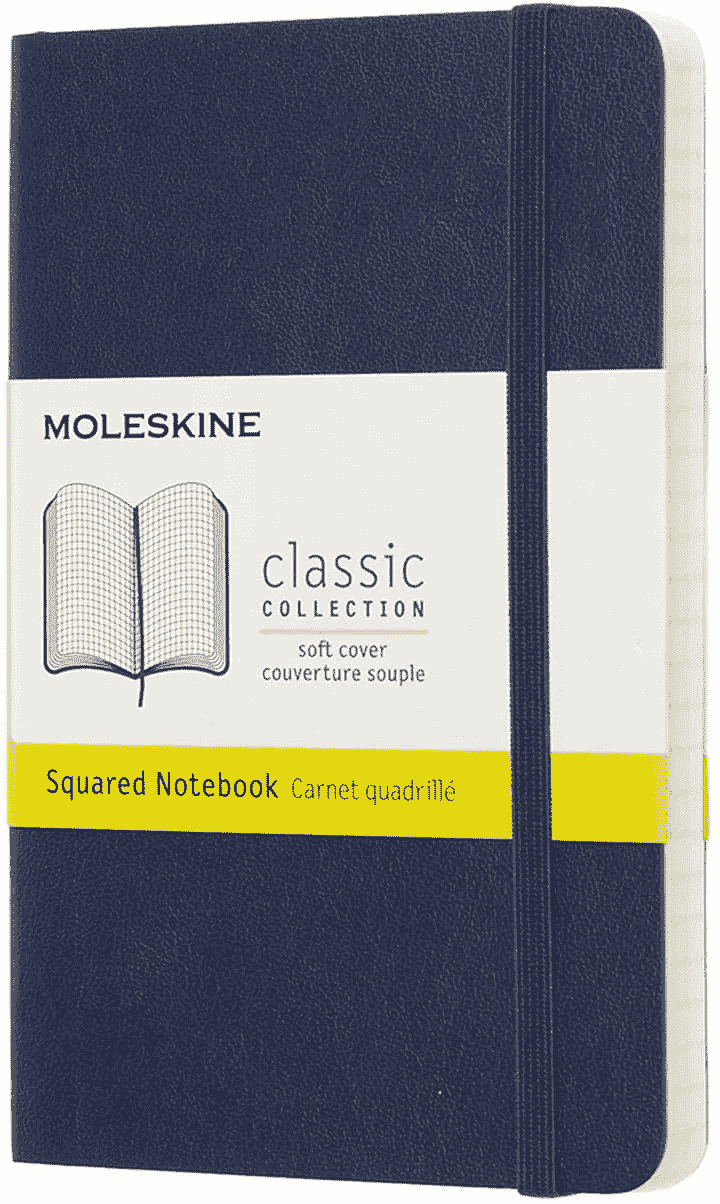 MOLESKINE
classic
COLLECTION
soft cover
couverture souple
Squared Notebook Carnet quadrillé